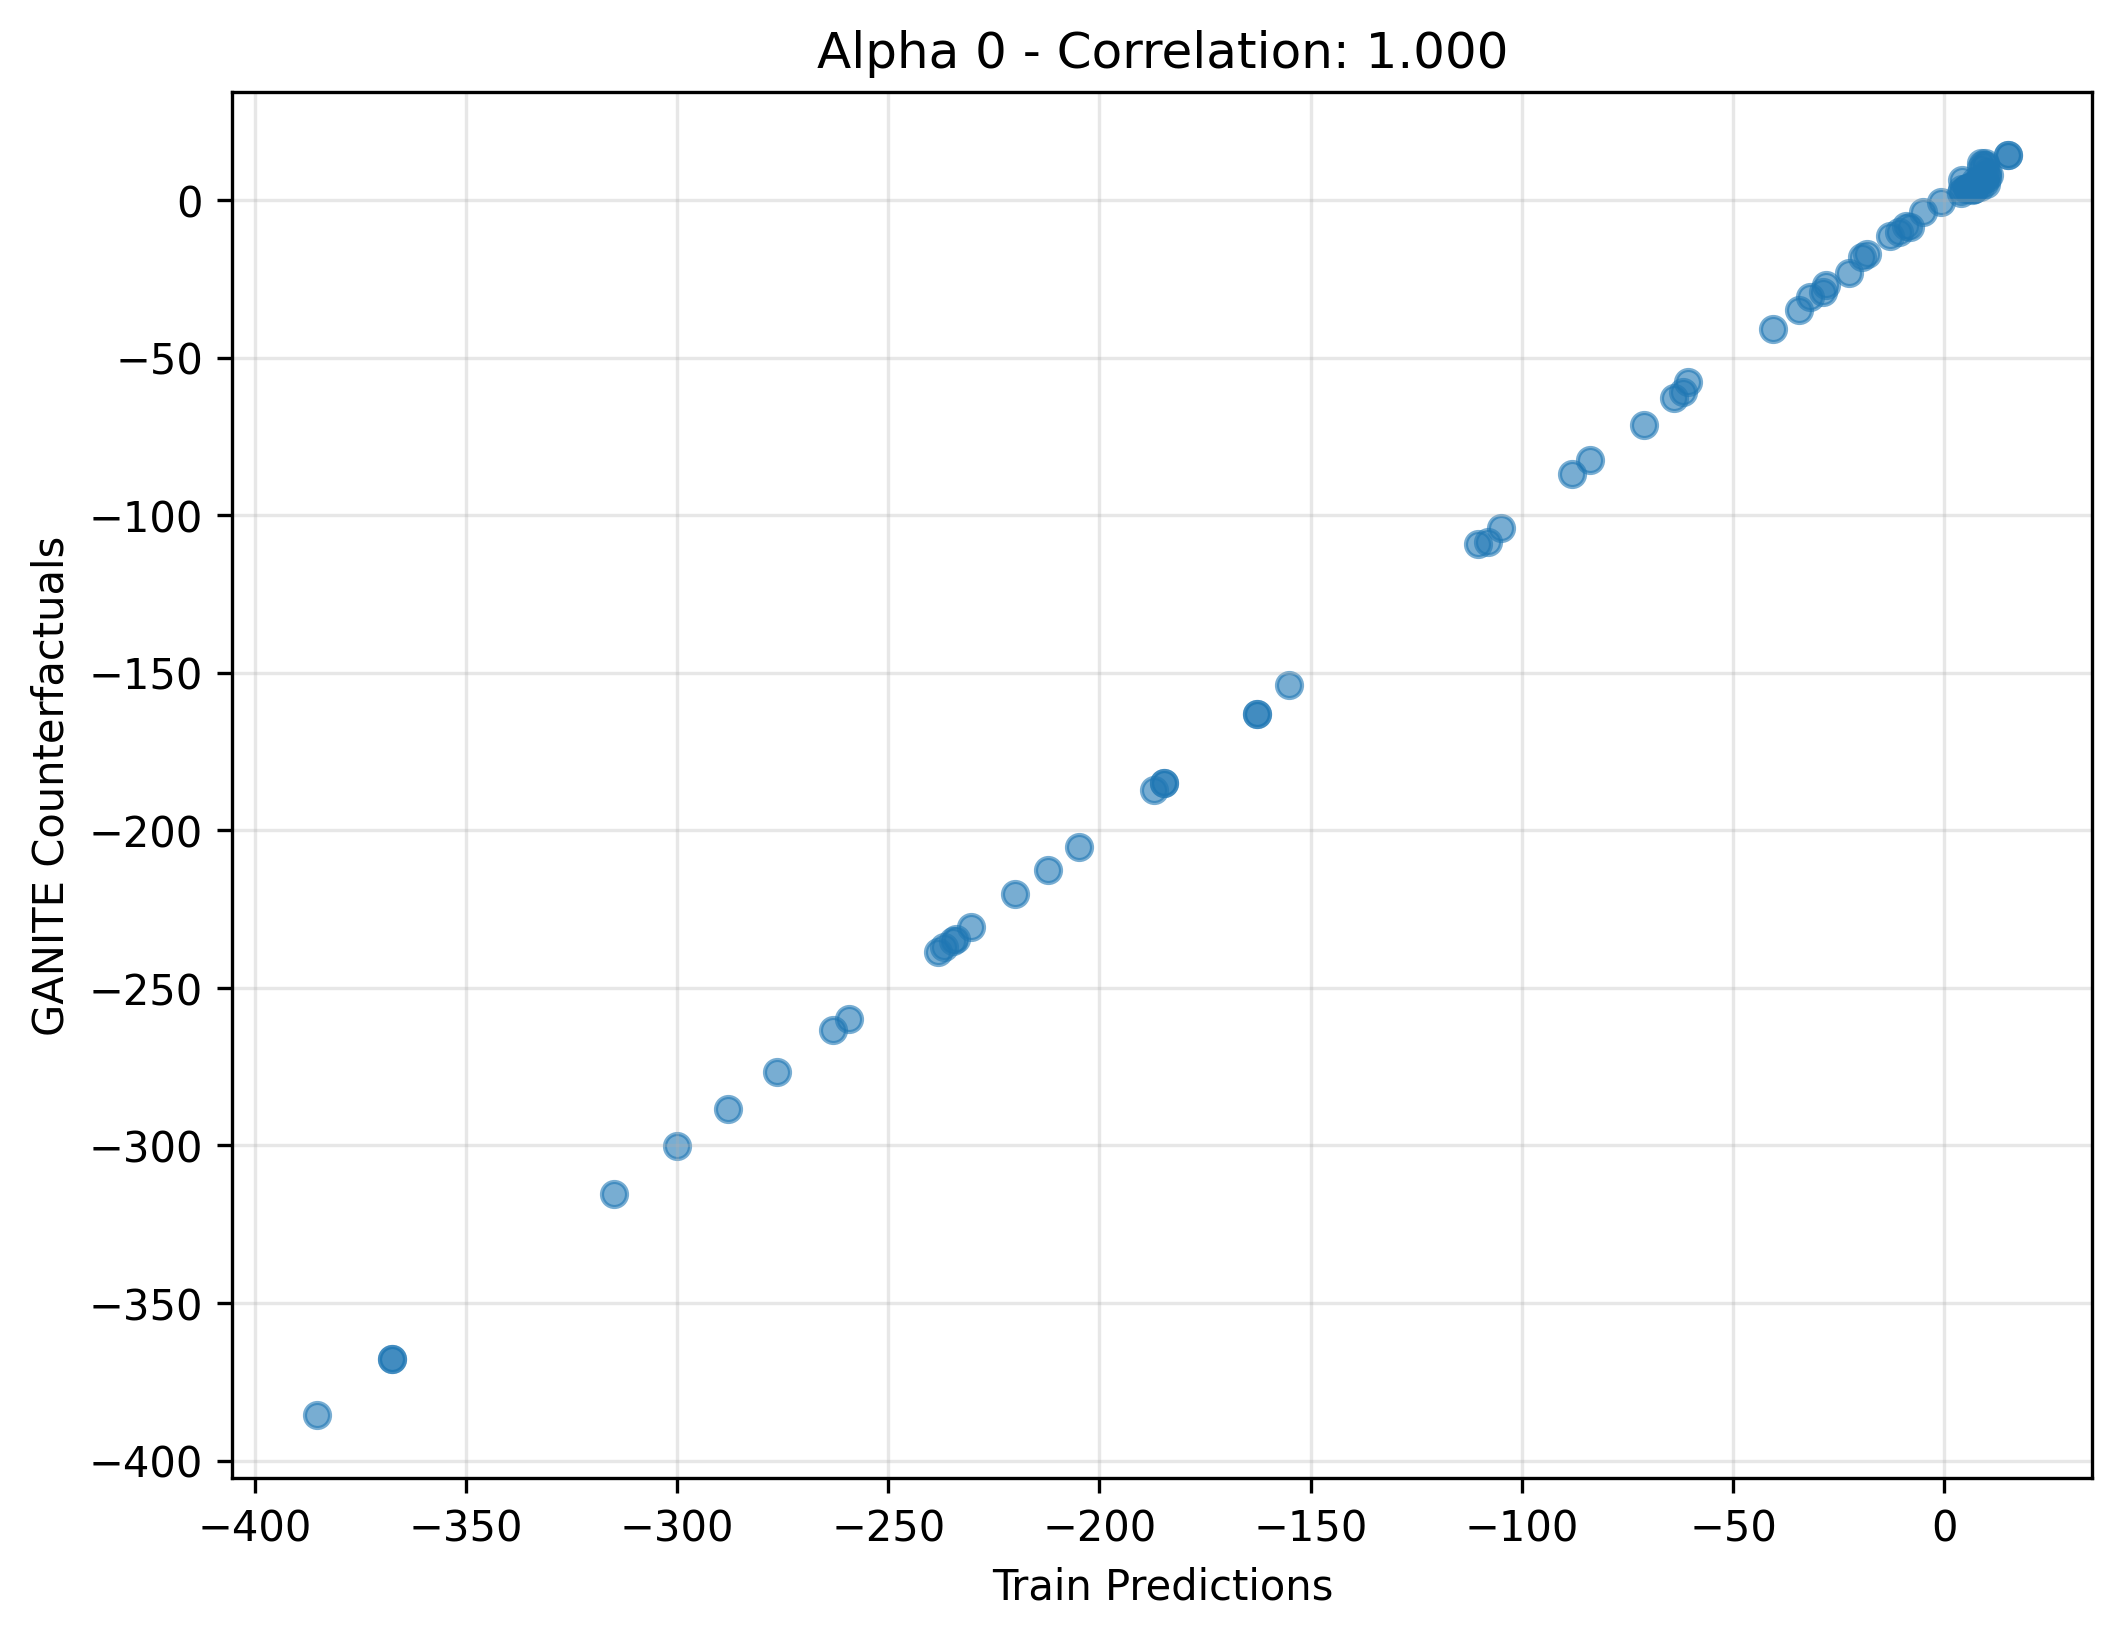 Alpha 0 - Correlation: 1.000
GANITE Counterfactuals
0
−50
−100
−150
−200
−250
−300
−350
−400
−400 −350 −300 −250 −200 −150 −100 −50 0
Train Predictions